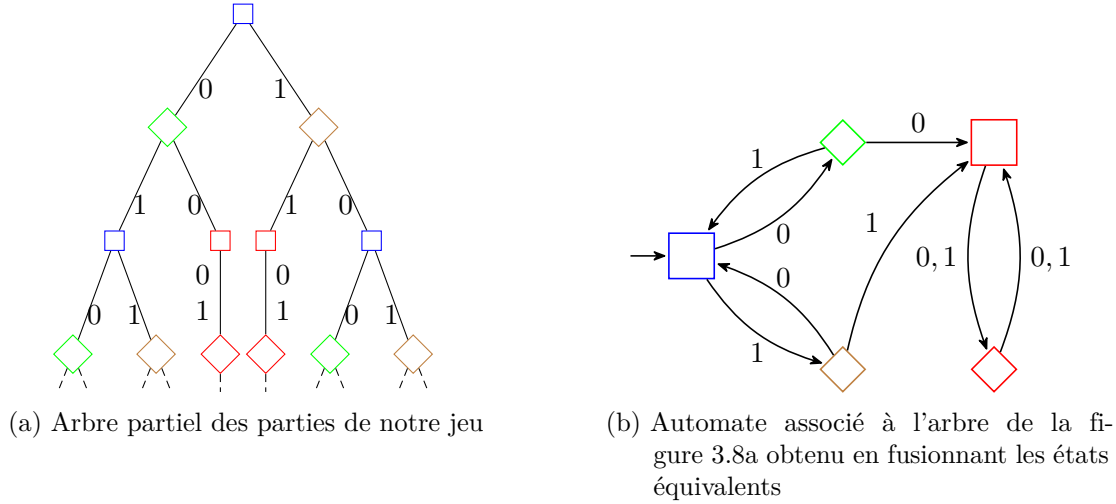 0 1
1 0 1 0
0 0
0 1 1 1 0 1
(a) Arbre partiel des parties de notre jeu
0
1
0
1
0
0, 1 0, 1
1
(b) Automate associé à l'arbre de la fi-
gure 3.8a obtenu en fusionnant les états
équivalents